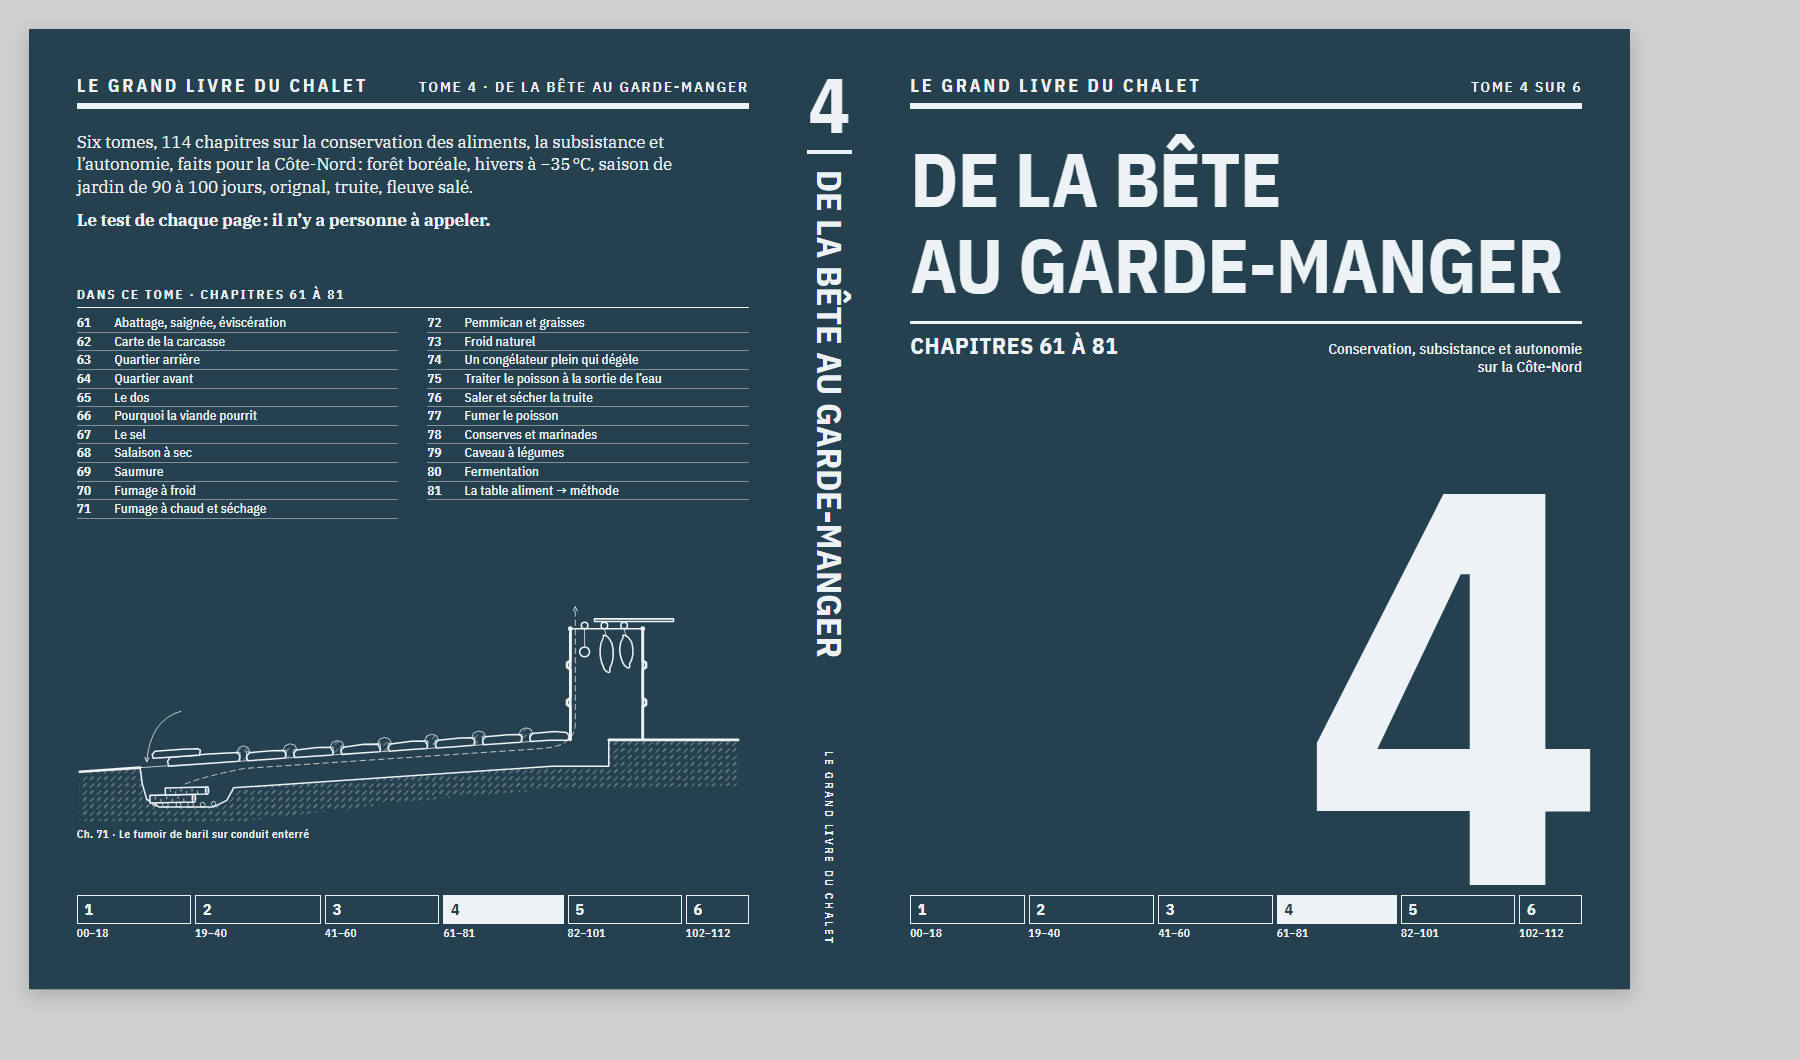 LE GRAND LIVRE DU CHALET
TOME 4 · DE LA BÊTE AU GARDE-MANGER
Six tomes, 114 chapitres sur la conservation des aliments, la subsistance et
l’autonomie, faits pour la Côte-Nord : forêt boréale, hivers à −35 °C, saison de
jardin de 90 à 100 jours, orignal, truite, fleuve salé.
Le test de chaque page : il n’y a personne à appeler.
DANS CE TOME · CHAPITRES 61 À 81
61 Abattage, saignée, éviscération
62 Carte de la carcasse
63 Quartier arrière
64 Quartier avant
65 Le dos
66 Pourquoi la viande pourrit
67 Le sel
68 Salaison à sec
69 Saumure
70 Fumage à froid
71 Fumage à chaud et séchage
72 Pemmican et graisses
73 Froid naturel
74 Un congélateur plein qui dégèle
75 Traiter le poisson à la sortie de l’eau
76 Saler et sécher la truite
77 Fumer le poisson
78 Conserves et marinades
79 Caveau à légumes
80 Fermentation
81 La table aliment → méthode
Ch. 71 · Le fumoir de baril sur conduit enterré
1 2 3 4 5 6
00–18 19–40 41–60 61–81 82–101 102–112
4
DE LA BÊTE AU GARDE-MANGER
LE GRAND LIVRE DU CHALET
LE GRAND LIVRE DU CHALET
TOME 4 SUR 6
DE LA BÊTE
AU GARDE-MANGER
CHAPITRES 61 À 81
Conservation, subsistance et autonomie
sur la Côte-Nord
4
1 2 3 4 5 6
00–18 19–40 41–60 61–81 82–101 102–112